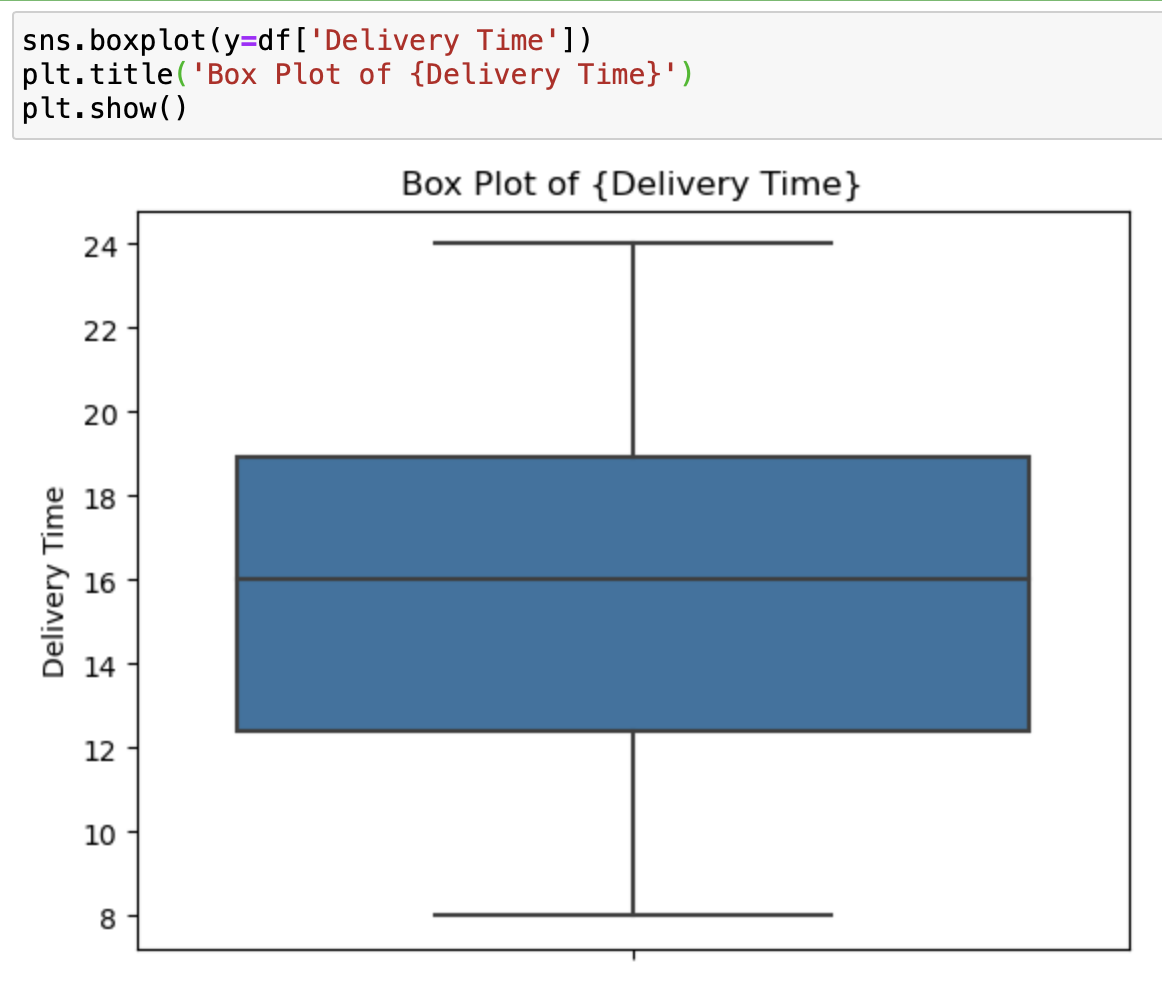 sns.boxplot(y=df['Delivery Time'])
plt.title('Box Plot of {Delivery Time}')
plt.show()
Box Plot of {Delivery Time}
24
22
20
18
16
14
12
10
8
Delivery Time